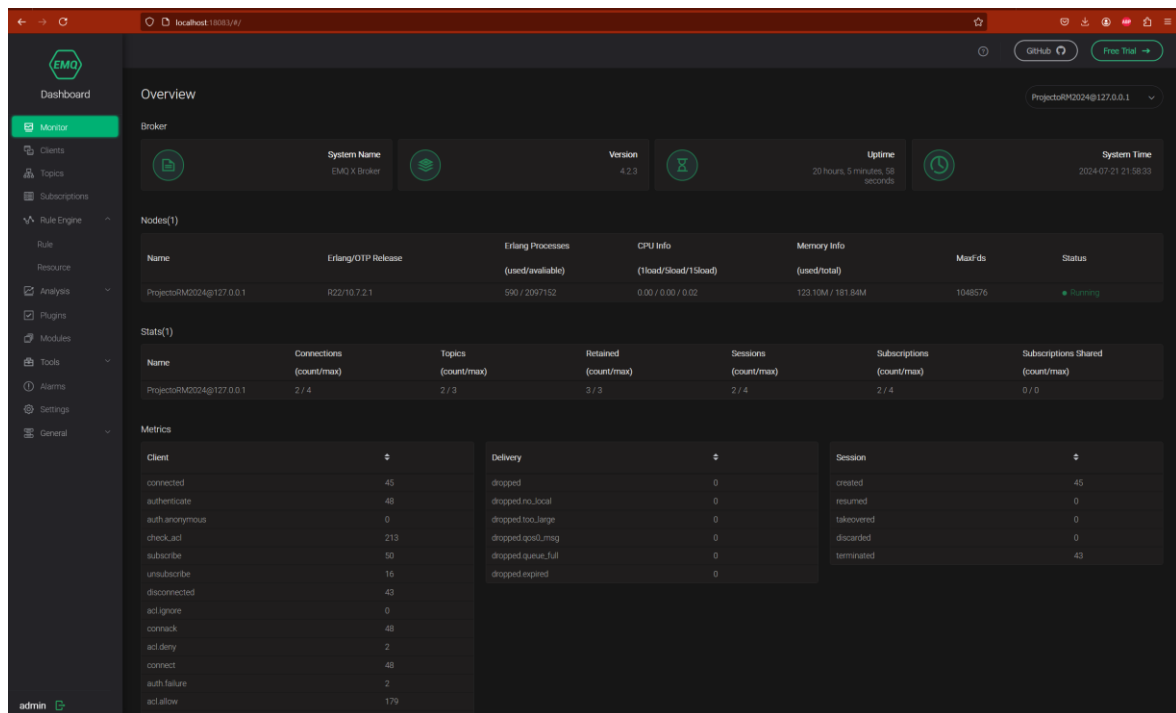 localhost:18083/#/
ABP
EMQ
Dashboard
GitHub
Free Trial →
Overview
ProjectoRM2024@127.0.0.1
Monitor
Clients
Topics
Subscriptions
Rule Engine
Rule
Resource
Analysis
Plugins
Modules
Tools
Alarms
Settings
General
admin
Broker
System Name
EMQ X Broker
Version
4.2.3
Uptime
20 hours, 5 minutes, 58
seconds
System Time
2024-07-21 21:58:33
Nodes(1)
Name Erlang/OTP Release Erlang Processes CPU Info Memory Info MaxFds Status
(used/avaliable) (1load/5load/15load) (used/total)
ProjectoRM2024@127.0.0.1 R22/10.7.2.1 590 / 2097152 0.00 / 0.00 / 0.02 123.10M / 181.84M 1048576 Running
Stats(1)
Name Connections Topics Retained Sessions Subscriptions Subscriptions Shared
(count/max) (count/max) (count/max) (count/max) (count/max) (count/max)
ProjectoRM2024@127.0.0.1 2 / 4 2 / 3 3 / 3 2 / 4 2 / 4 0 / 0
Metrics
Client
connected 45
authenticate 48
auth.anonymous 0
check_acl 213
subscribe 50
unsubscribe 16
disconnected 43
acl.ignore 0
connack 48
acl.deny 2
connect 48
auth.failure 2
acl.allow 179
Delivery
dropped 0
dropped.no_local 0
dropped.too_large 0
dropped.qos0_msg 0
dropped.queue_full 0
dropped.expired 0
Session
created 45
resumed 0
takeovered 0
discarded 0
terminated 43